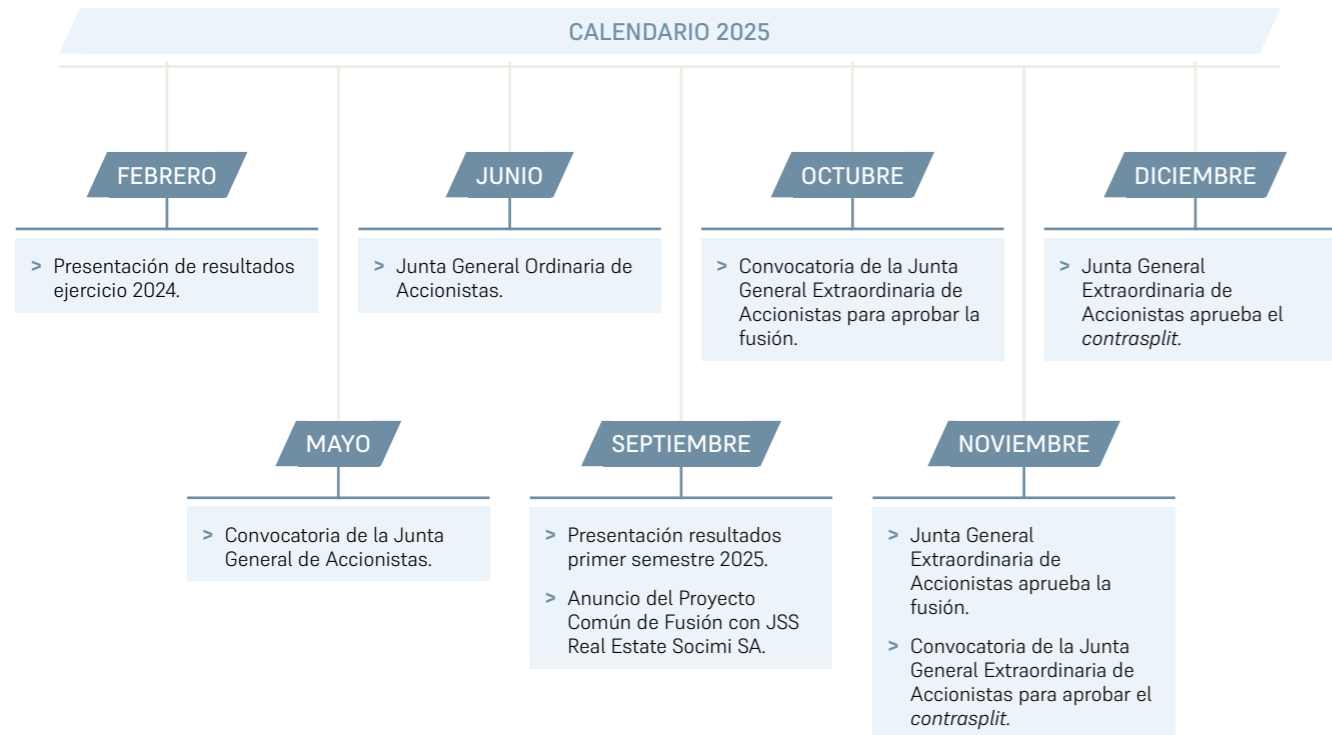 CALENDARIO 2025
FEBRERO
> Presentación de resultados
ejercicio 2024.
MAYO
> Convocatoria de la Junta
General de Accionistas.
JUNIO
> Junta General Ordinaria de
Accionistas.
SEPTIEMBRE
> Presentación resultados
primer semestre 2025.
> Anuncio del Proyecto
Común de Fusión con JSS
Real Estate Socimi SA.
OCTUBRE
> Convocatoria de la Junta
General Extraordinaria de
Accionistas para aprobar la
fusión.
NOVIEMBRE
> Junta General
Extraordinaria de
Accionistas aprueba la
fusión.
> Convocatoria de la Junta
General Extraordinaria de
Accionistas para aprobar el
contrasplit.
DICIEMBRE
> Junta General
Extraordinaria de
Accionistas aprueba el
contrasplit.